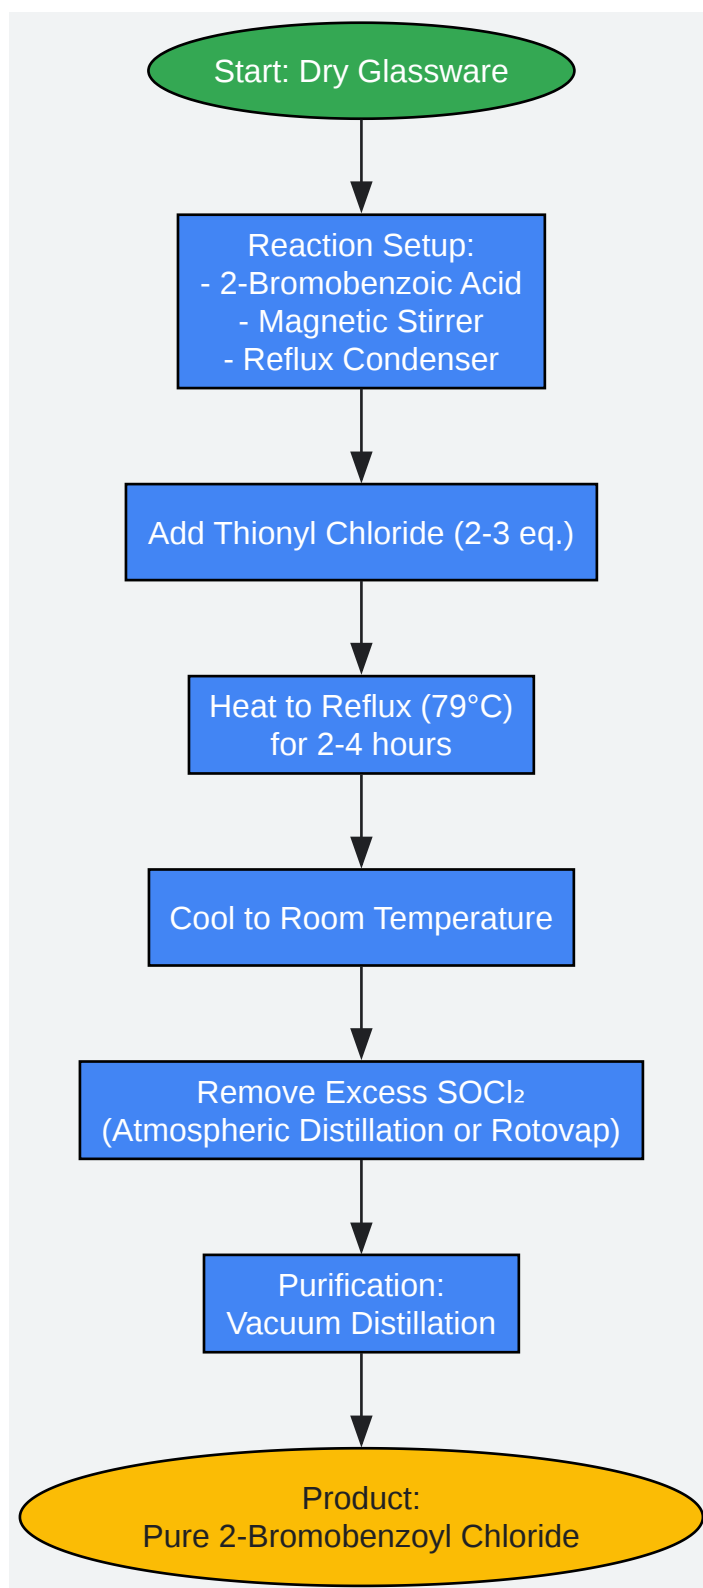 Start: Dry Glassware
Reaction Setup:
- 2-Bromobenzoic Acid
- Magnetic Stirrer
- Reflux Condenser
Add Thionyl Chloride (2-3 eq.)
Heat to Reflux (79°C)
for 2-4 hours
Cool to Room Temperature
Remove Excess SOCl₂
(Atmospheric Distillation or Rotovap)
Purification:
Vacuum Distillation
Product:
Pure 2-Bromobenzoyl Chloride